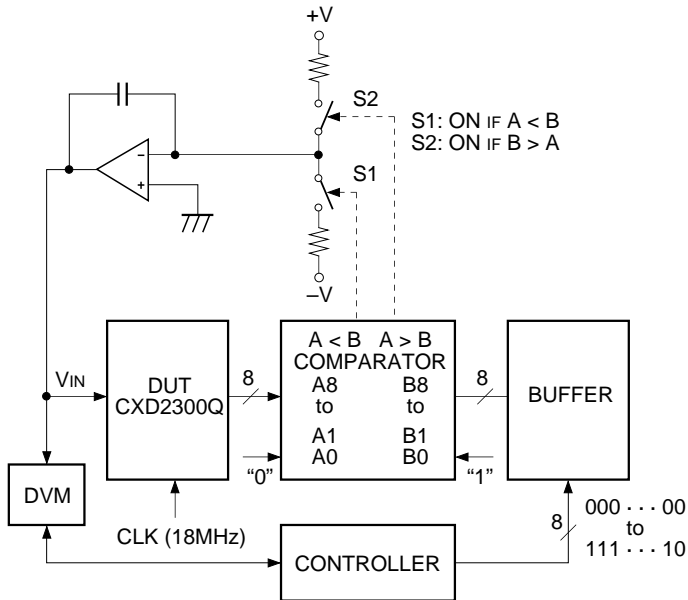 +V
S2
S1: ON IF A < B
S2: ON IF B > A
–
+
S1
–V
A < B A > B
COMPARATOR
A8 B8
to to
A1 B1
A0 B0
DUT
CXD2300Q
VIN
8
8
BUFFER
"0"
"1"
DVM
CLK (18MHz)
CONTROLLER
8
000 · · · 00
to
111 · · · 10